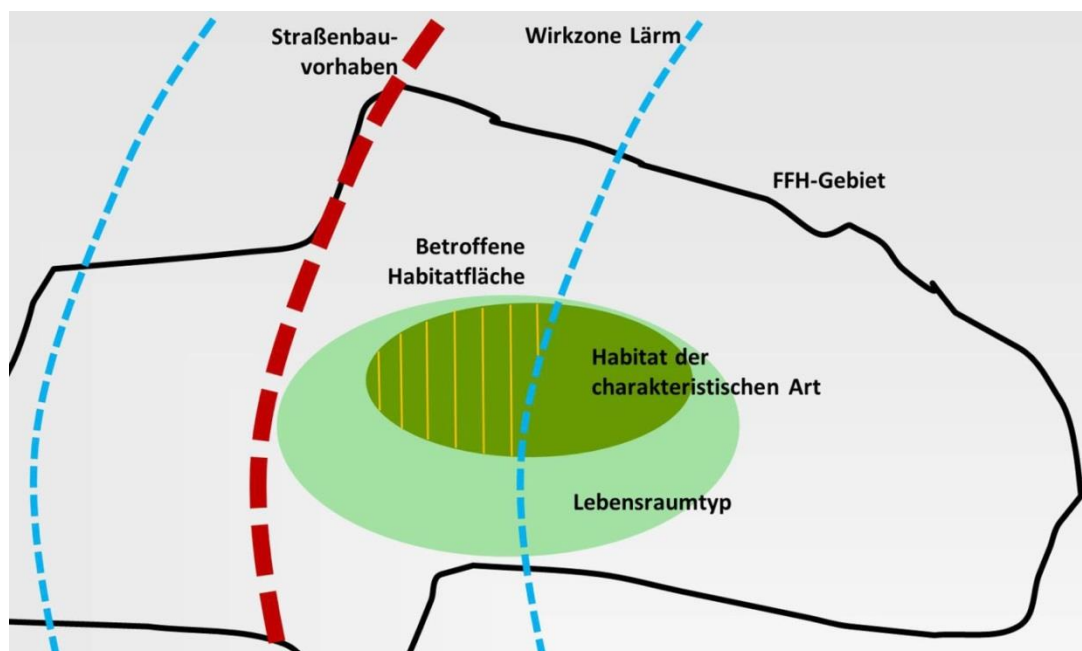 Straßenbau-
vorhaben
Wirkzone Lärm
FFH-Gebiet
Betroffene
Habitatfläche
Habitat der
charakteristischen Art
Lebensraumtyp